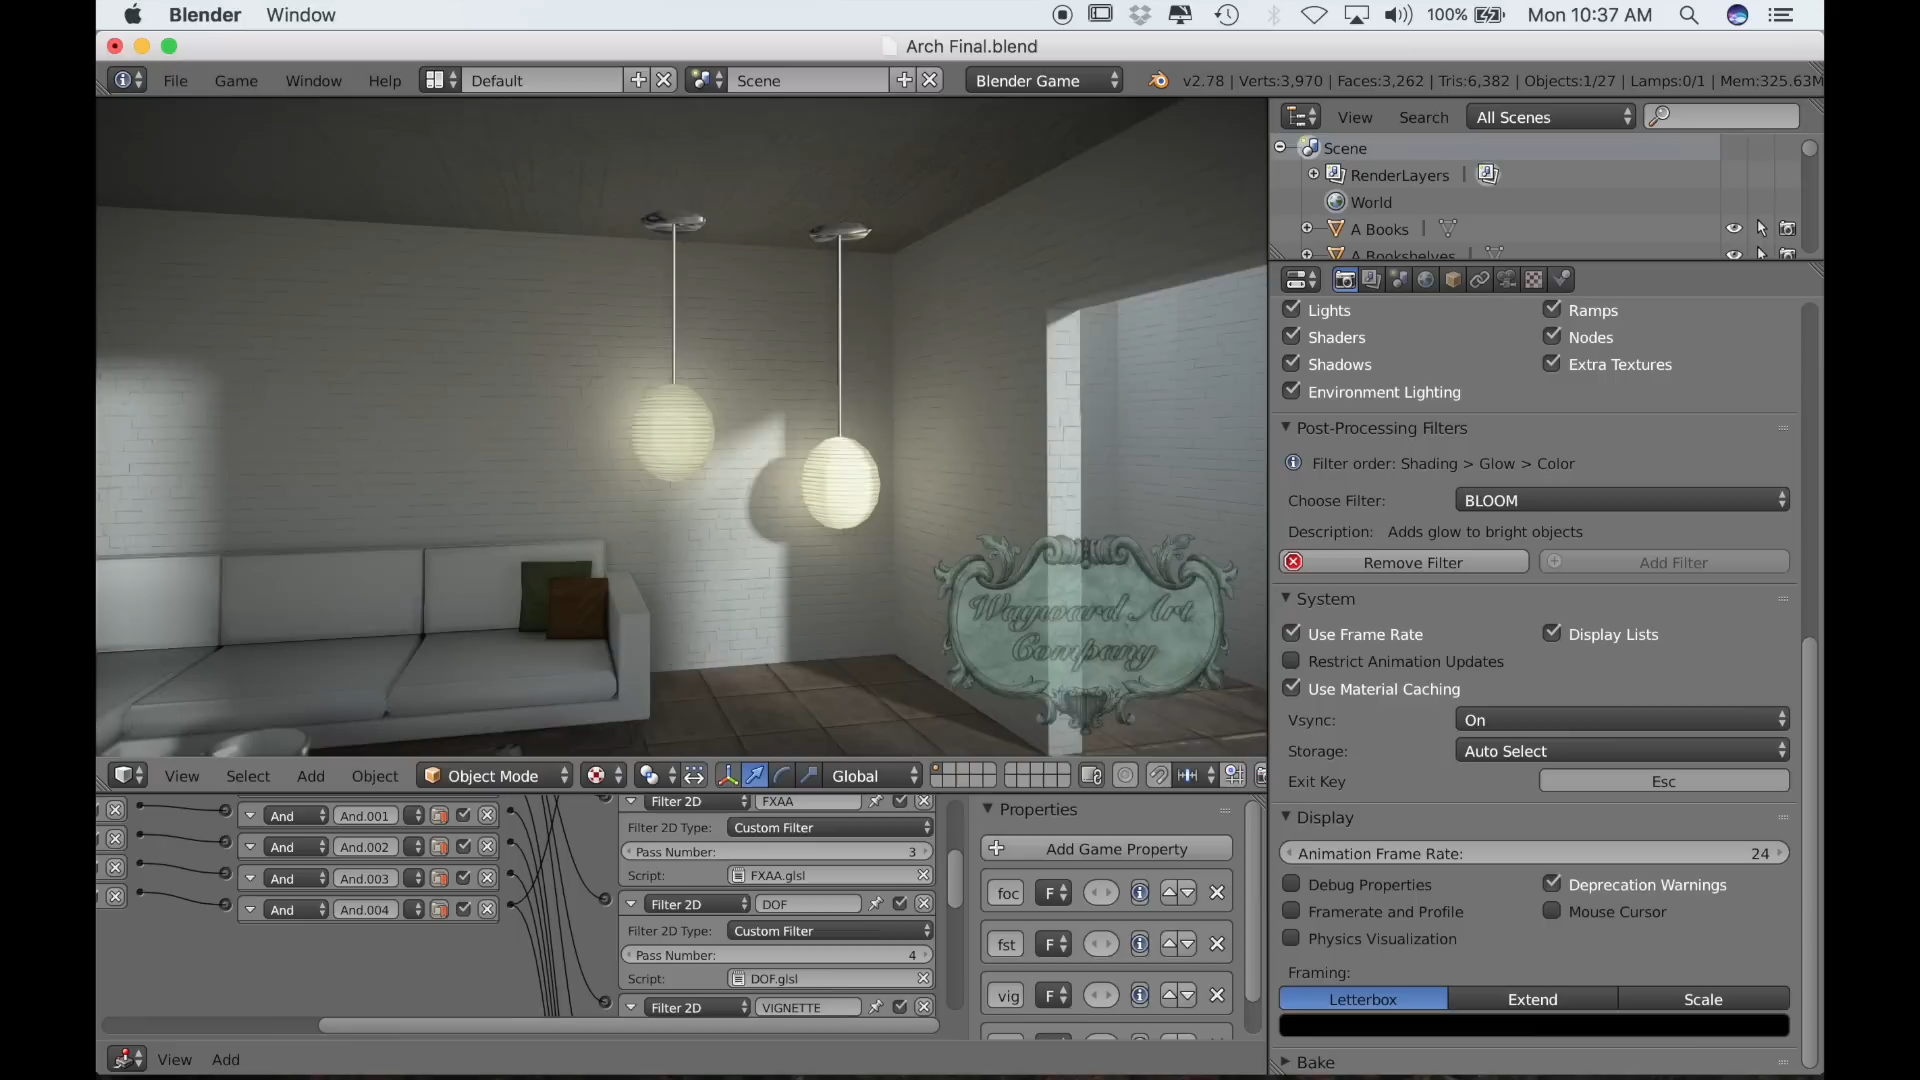 Blender Window 100% Mon 10:37 AM
Arch Final.blend
File Game Window Help Default Scene Blender Game v2.78 | Verts:3,970 | Faces:3,262 | Tris:6,382 | Objects:1/27 | Lamps:0/1 | Mem:325.63M
View Search All Scenes
Scene
RenderLayers
World
A Books
A Bookshelves
Lights Ramps
Shaders Nodes
Shadows Extra Textures
Environment Lighting
Post-Processing Filters
Filter order: Shading > Glow > Color
Choose Filter: BLOOM
Description: Adds glow to bright objects
Remove Filter Add Filter
System
Use Frame Rate Display Lists
Restrict Animation Updates
Use Material Caching
Vsync: On
Storage: Auto Select
Exit Key Esc
Display
Animation Frame Rate: 24
Debug Properties Deprecation Warnings
Framerate and Profile Mouse Cursor
Physics Visualization
Framing:
Letterbox Extend Scale
Bake
Wayward Art
Company
View Select Add Object Object Mode Global
And And.001
And And.002
And And.003
And And.004
Filter 2D FXAA
Filter 2D Type: Custom Filter
Pass Number: 3
Script: FXAA.glsl
Filter 2D DOF
Filter 2D Type: Custom Filter
Pass Number: 4
Script: DOF.glsl
Filter 2D VIGNETTE
Properties
Add Game Property
foc F
fst F
vig F
View Add